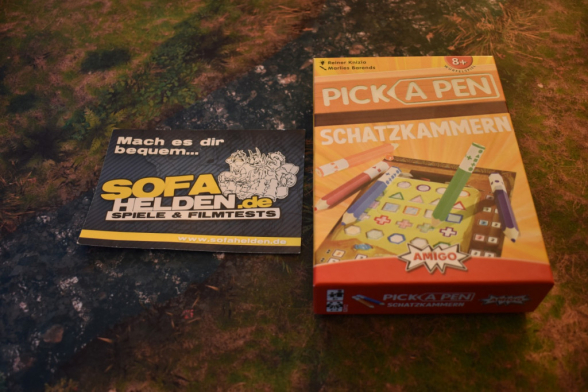 Mach es dir
bequem...
SOFA
HELDEN.de
SPIELE & FILMTESTS
www.sofahelden.de
Reiner Knizia
Marlies Barends
8+
PICK A PEN
SCHATZKAMMERN
AMIGO
PICK A PEN
SCHATZKAMMERN